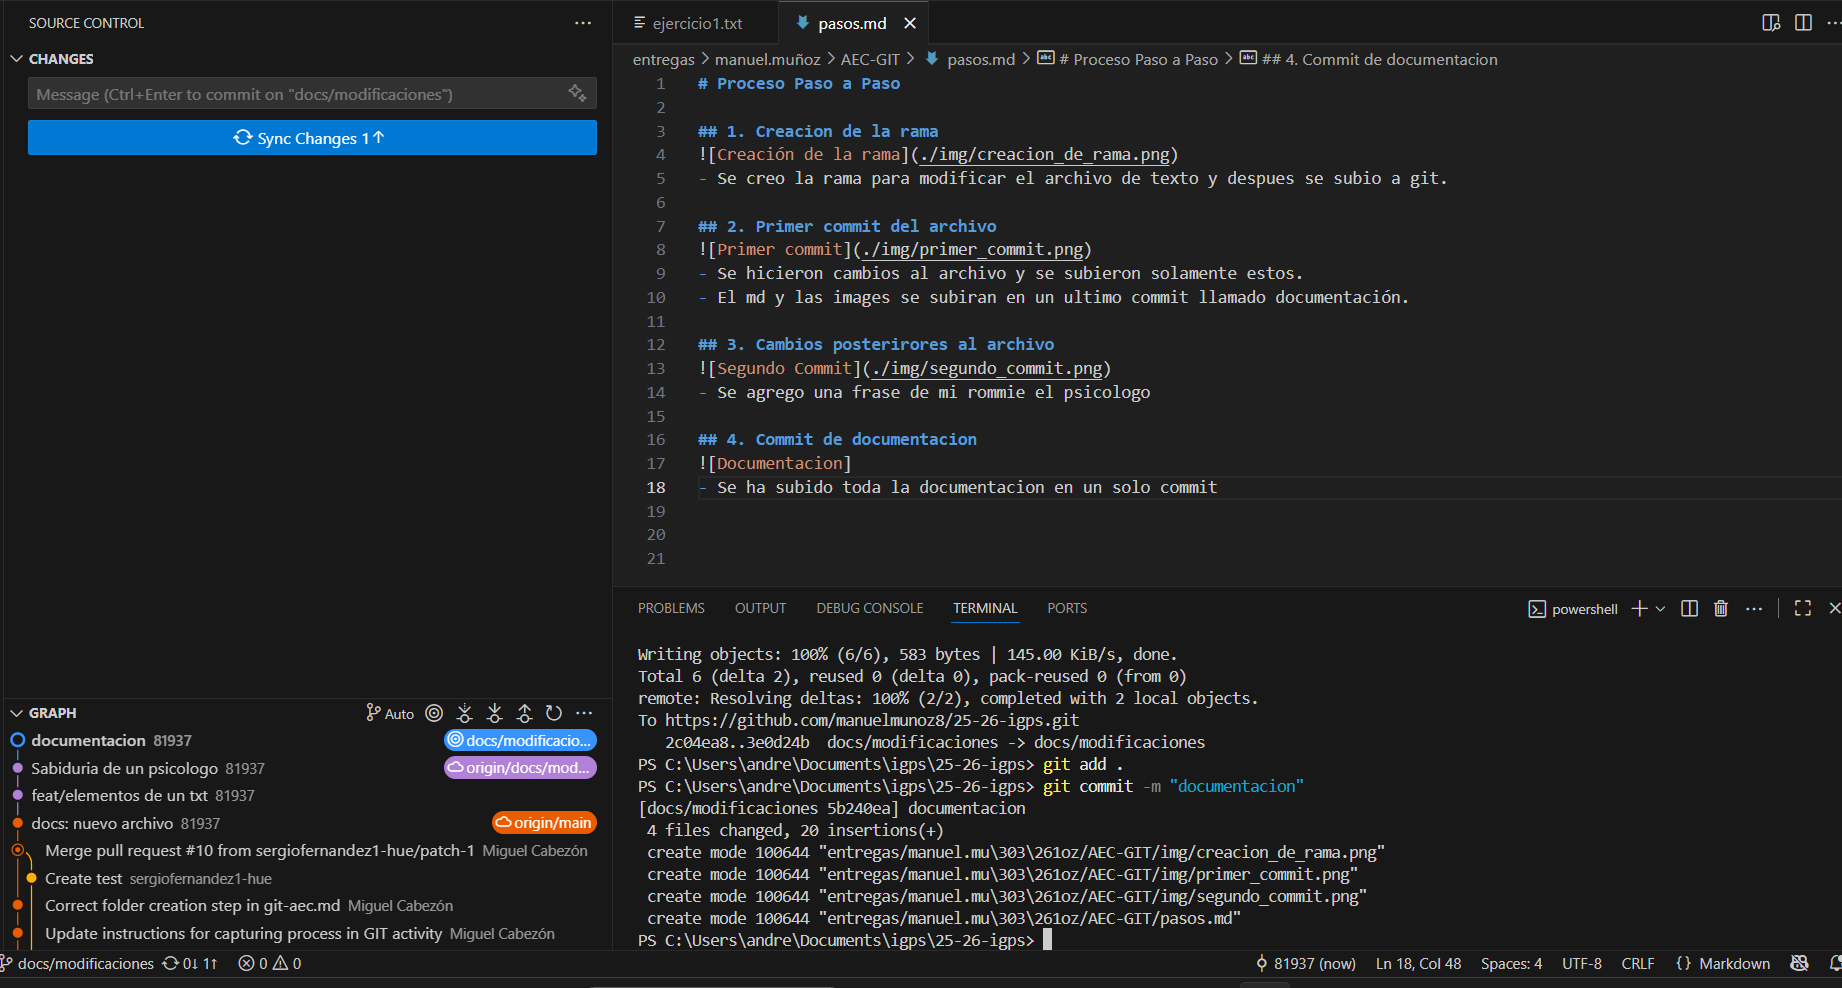 SOURCE CONTROL
CHANGES
Message (Ctrl+Enter to commit on "docs/modificaciones")
Sync Changes 1↑
GRAPH
Auto
documentacion 81937
docs/modificacio...
Sabiduria de un psicologo 81937
origin/docs/mod...
feat/elementos de un txt 81937
docs: nuevo archivo 81937
origin/main
Merge pull request #10 from sergiofernandez1-hue/patch-1 Miguel Cabezón
Create test sergiofernandez1-hue
Correct folder creation step in git-aec.md Miguel Cabezón
Update instructions for capturing process in GIT activity Miguel Cabezón
ejercicio1.txt
pasos.md
entregas > manuel.muñoz > AEC-GIT > pasos.md > # Proceso Paso a Paso > ## 4. Commit de documentacion
1 # Proceso Paso a Paso
2
3 ## 1. Creacion de la rama
4 ![Creación de la rama](./img/creacion_de_rama.png)
5 - Se creo la rama para modificar el archivo de texto y despues se subio a git.
6
7 ## 2. Primer commit del archivo
8 ![Primer commit](./img/primer_commit.png)
9 - Se hicieron cambios al archivo y se subieron solamente estos.
10 - El md y las images se subiran en un ultimo commit llamado documentación.
11
12 ## 3. Cambios posterirores al archivo
13 ![Segundo Commit](./img/segundo_commit.png)
14 - Se agrego una frase de mi rommie el psicologo
15
16 ## 4. Commit de documentacion
17 ![Documentacion]
18 - Se ha subido toda la documentacion en un solo commit
19
20
21
PROBLEMS OUTPUT DEBUG CONSOLE TERMINAL PORTS
powershell
Writing objects: 100% (6/6), 583 bytes | 145.00 KiB/s, done.
Total 6 (delta 2), reused 0 (delta 0), pack-reused 0 (from 0)
remote: Resolving deltas: 100% (2/2), completed with 2 local objects.
To https://github.com/manuelmunoz8/25-26-igps.git
2c04ea8..3e0d24b docs/modificaciones -> docs/modificaciones
PS C:\Users\andre\Documents\igps\25-26-igps> git add .
PS C:\Users\andre\Documents\igps\25-26-igps> git commit -m "documentacion"
[docs/modificaciones 5b240ea] documentacion
4 files changed, 20 insertions(+)
create mode 100644 "entregas/manuel.mu\303\261oz/AEC-GIT/img/creacion_de_rama.png"
create mode 100644 "entregas/manuel.mu\303\261oz/AEC-GIT/img/primer_commit.png"
create mode 100644 "entregas/manuel.mu\303\261oz/AEC-GIT/img/segundo_commit.png"
create mode 100644 "entregas/manuel.mu\303\261oz/AEC-GIT/pasos.md"
PS C:\Users\andre\Documents\igps\25-26-igps>
docs/modificaciones 0↓ 1↑ 0 0
81937 (now) Ln 18, Col 48 Spaces: 4 UTF-8 CRLF {} Markdown